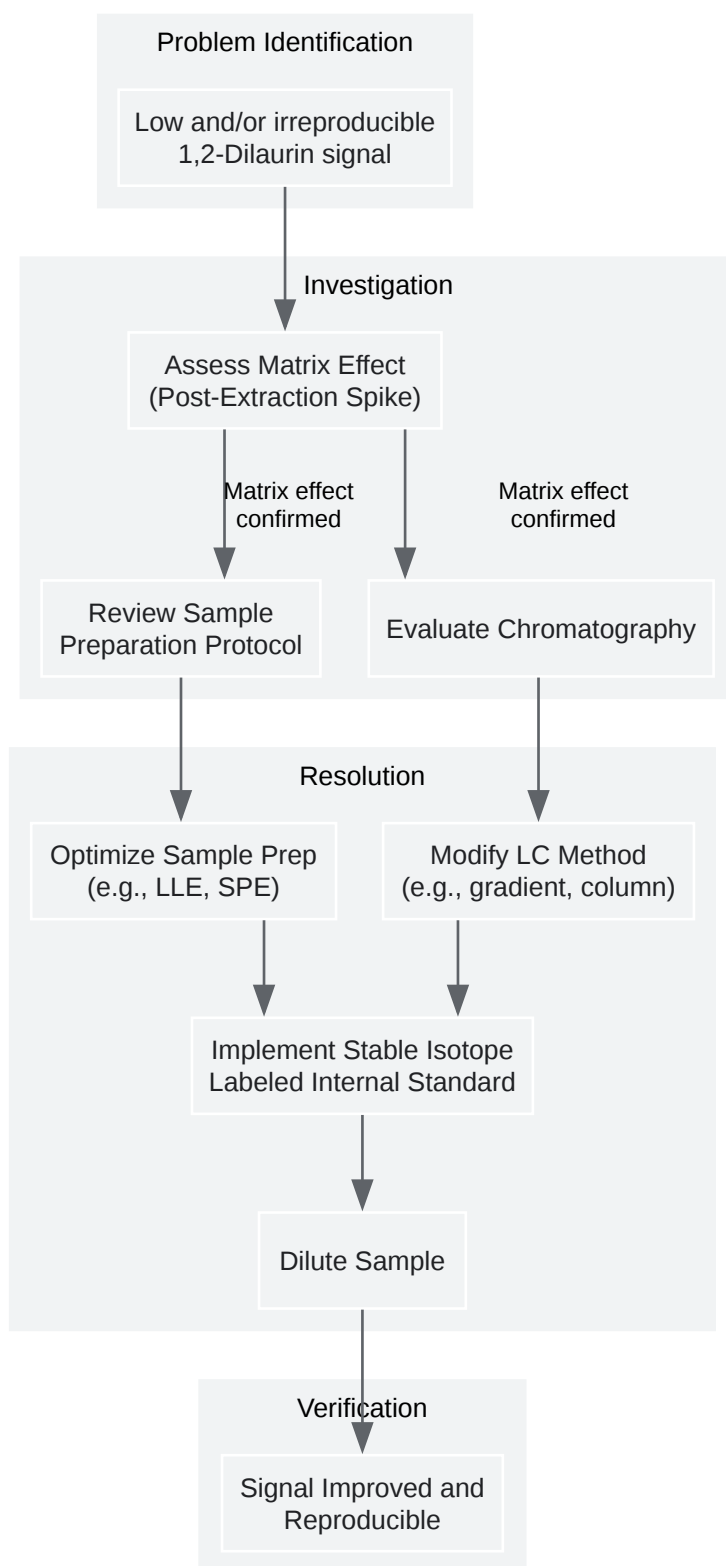 Problem Identification
Low and/or irreproducible
1,2-Dilaurin signal
Investigation
Assess Matrix Effect
(Post-Extraction Spike)
Matrix effect
confirmed
Matrix effect
confirmed
Review Sample
Preparation Protocol
Evaluate Chromatography
Resolution
Optimize Sample Prep
(e.g., LLE, SPE)
Modify LC Method
(e.g., gradient, column)
Implement Stable Isotope
Labeled Internal Standard
Dilute Sample
Verification
Signal Improved and
Reproducible